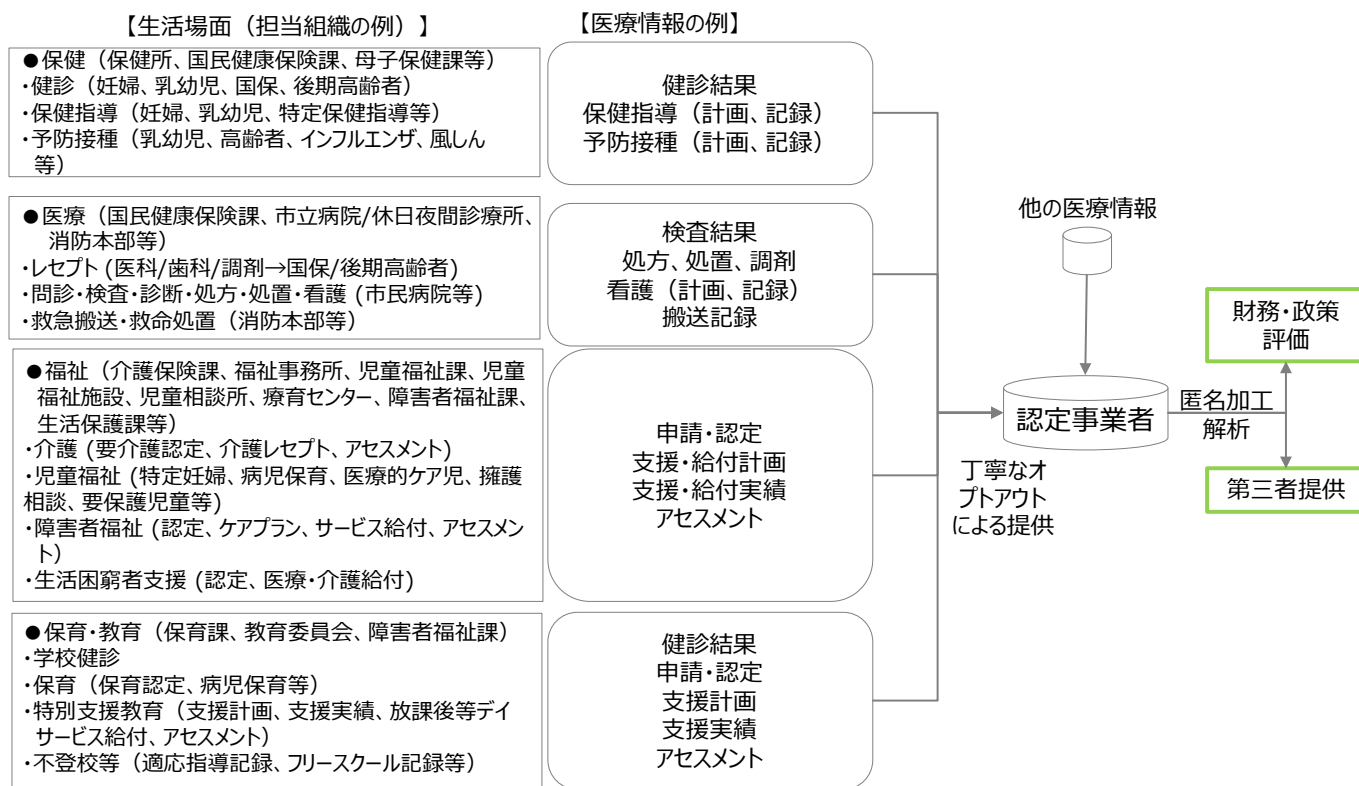 【生活場面（担当組織の例）】
【医療情報の例】
●保健（保健所、国民健康保険課、母子保健課等）
・健診（妊婦、乳幼児、国保、後期高齢者）
・保健指導（妊婦、乳幼児、特定保健指導等）
・予防接種（乳幼児、高齢者、インフルエンザ、風しん
等）
健診結果
保健指導（計画、記録）
予防接種（計画、記録）
●医療（国民健康保険課、市立病院/休日夜間診療所、
消防本部等）
・レセプト（医科/歯科/調剤→国保/後期高齢者）
・問診・検査・診断・処方・処置・看護（市民病院等）
・救急搬送・救命処置（消防本部等）
検査結果
処方、処置、調剤
看護（計画、記録）
搬送記録
●福祉（介護保険課、福祉事務所、児童福祉課、児童
福祉施設、児童相談所、療育センター、障害者福祉課、
生活保護課等）
・介護（要介護認定、介護レセプト、アセスメント）
・児童福祉（特定妊婦、病児保育、医療的ケア児、擁護
相談、要保護児童等）
・障害者福祉（認定、ケアプラン、サービス給付、アセスメン
ト）
・生活困窮者支援（認定、医療・介護給付）
申請・認定
支援・給付計画
支援・給付実績
アセスメント
●保育・教育（保育課、教育委員会、障害者福祉課）
・学校健診
・保育（保育認定、病児保育等）
・特別支援教育（支援計画、支援実績、放課後等デイ
サービス給付、アセスメント）
・不登校等（適応指導記録、フリースクール記録等）
健診結果
申請・認定
支援計画
支援実績
アセスメント
他の医療情報
認定事業者
丁寧なオ
プトアウト
による提供
匿名加工
解析
財務・政策
評価
第三者提供